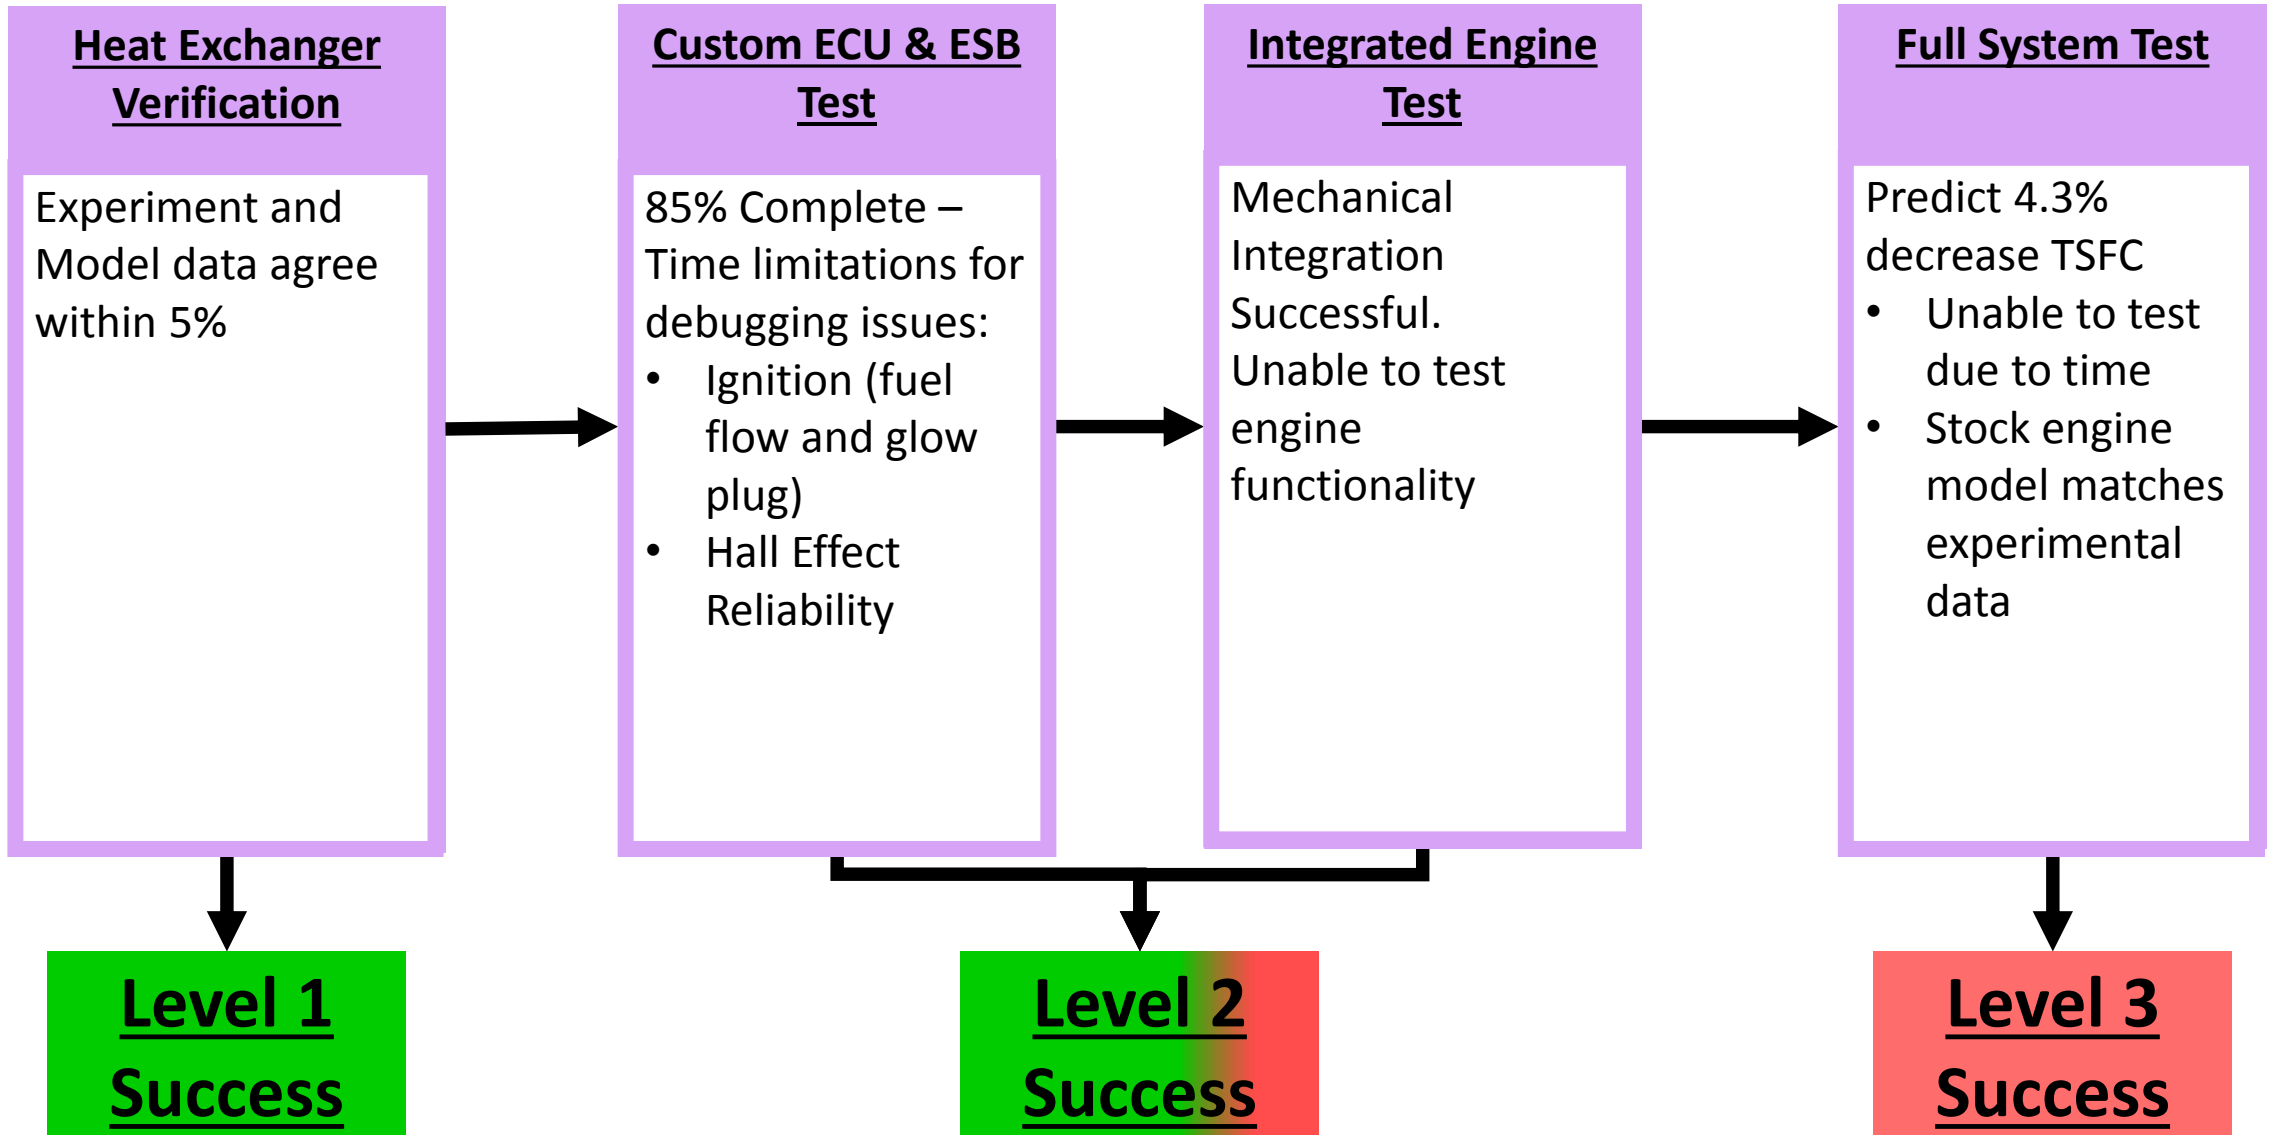 Heat Exchanger
Verification
Experiment and
Model data agree
within 5%
Custom ECU & ESB
Test
85% Complete –
Time limitations for
debugging issues:
• Ignition (fuel
flow and glow
plug)
• Hall Effect
Reliability
Integrated Engine
Test
Mechanical
Integration
Successful.
Unable to test
engine
functionality
Full System Test
Predict 4.3%
decrease TSFC
• Unable to test
due to time
• Stock engine
model matches
experimental
data
Level 1
Success
Level 2
Success
Level 3
Success